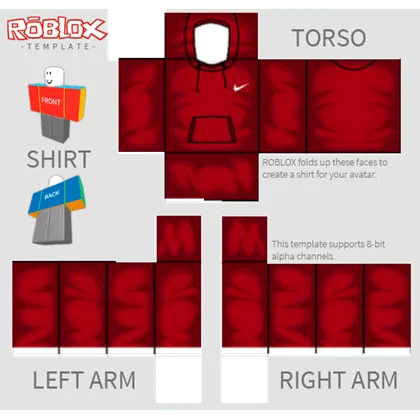 ROBLOX
-TEMPLATE-
TORSO
FRONT
SHIRT
BACK
ROBLOX folds up these faces to
create a shirt for your avatar.
This template supports 8-bit
alpha channels.
LEFT ARM
RIGHT ARM